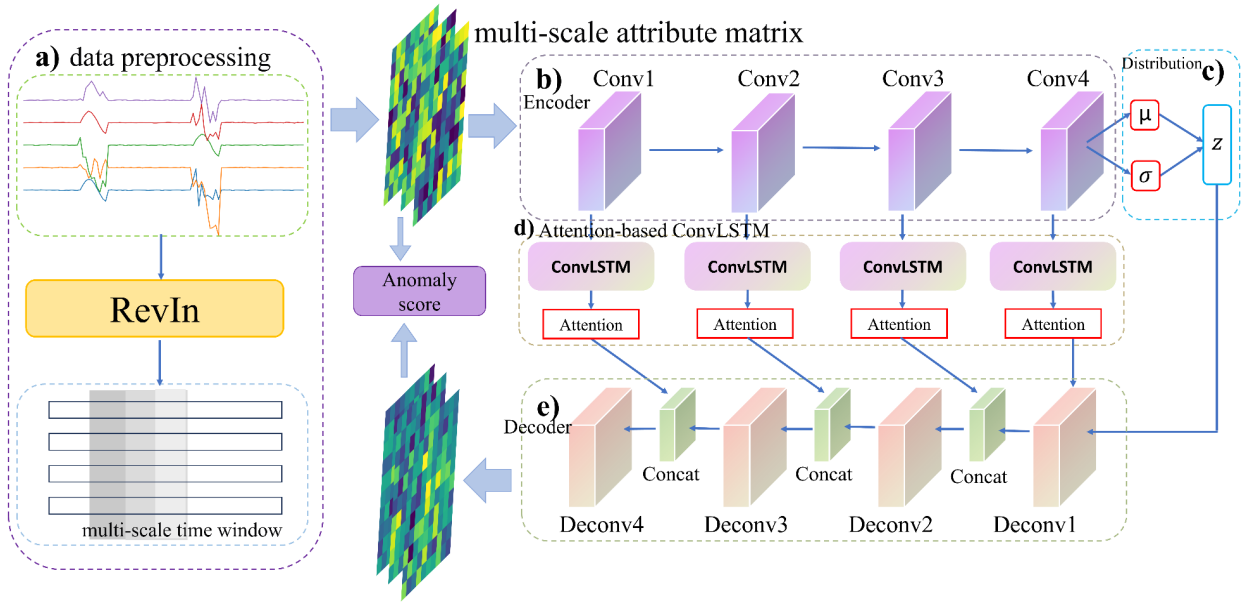 a) data preprocessing
RevIn
multi-scale time window
multi-scale attribute matrix
Anomaly
score
b)
Encoder
Conv1
Conv2
Conv3
Conv4
Distribution
c)
μ
σ
z
d) Attention-based ConvLSTM
ConvLSTM
ConvLSTM
ConvLSTM
ConvLSTM
Attention
Attention
Attention
Attention
e)
Decoder
Concat
Concat
Concat
Deconv4
Deconv3
Deconv2
Deconv1